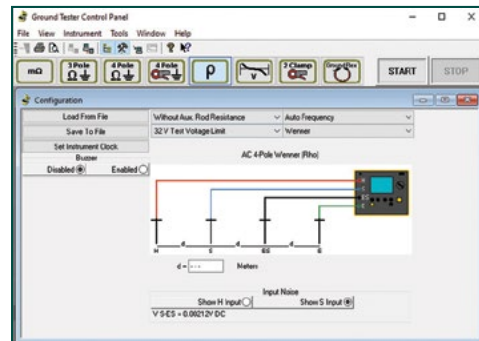 Ground Tester Control Panel
File View Instrument Tools Window Help
mΩ
3 Pole
Ω
4 Pole
Ω
4 Pole
ρ
V
2 Clamp
Ω
GroundFlex
Ω
START
STOP
Configuration
Load From File
Save To File
Set Instrument Clock
Buzzer
Disabled
Enabled
Without Aux. Rod Resistance
Auto Frequency
32 V Test Voltage Limit
Wenner
AC 4-Pole Wenner (Rho)
H d S d ES d E
d = - - - Meters
Input Noise
Show H Input
Show S Input
V S-ES = 0.00212V DC